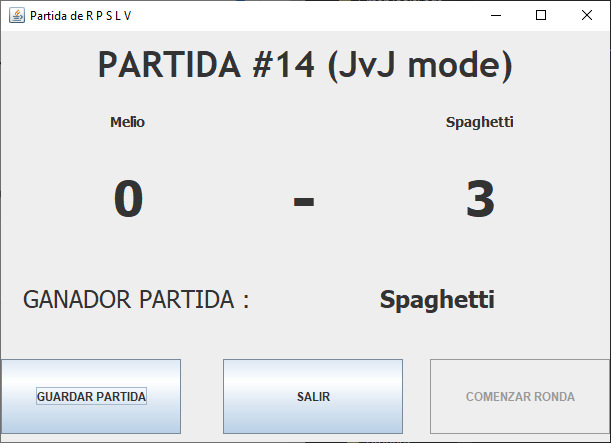 Partida de R P S L V
PARTIDA #14 (JvJ mode)
Melio Spaghetti
0 - 3
GANADOR PARTIDA : Spaghetti
GUARDAR PARTIDA SALIR COMENZAR RONDA